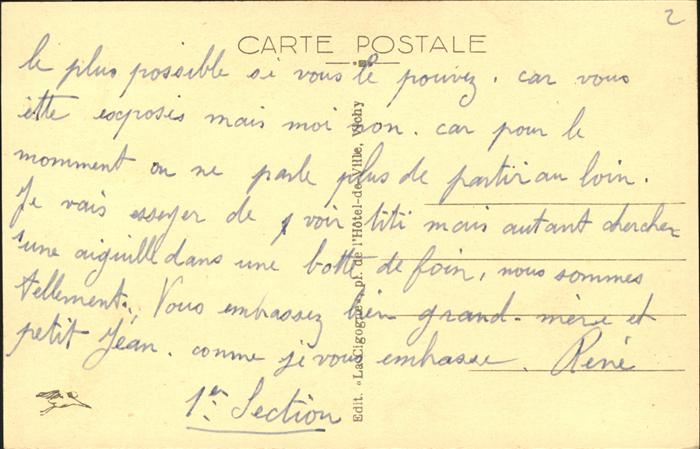 2
CARTE POSTALE
le plus possible si vous le pouvez. car vous
ette exposés mais moi non. car pour le
momment on ne parle plus de partir au loin.
Je vais essayer de voir titi mais autant chercher
une aiguille dans une botte de foin, nous sommes
tellement. Vous embrassez bien grand-mère et
petit Jean. comme je vous embrasse. René
1er Section
Edit. «La Cigogne», pl. de l'Hôtel-de-Ville, Vichy